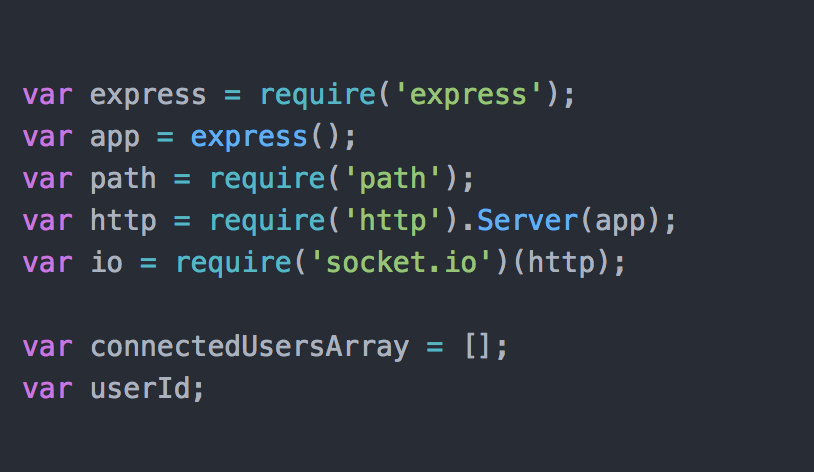 var express = require('express');
var app = express();
var path = require('path');
var http = require('http').Server(app);
var io = require('socket.io')(http);
var connectedUsersArray = [];
var userId;